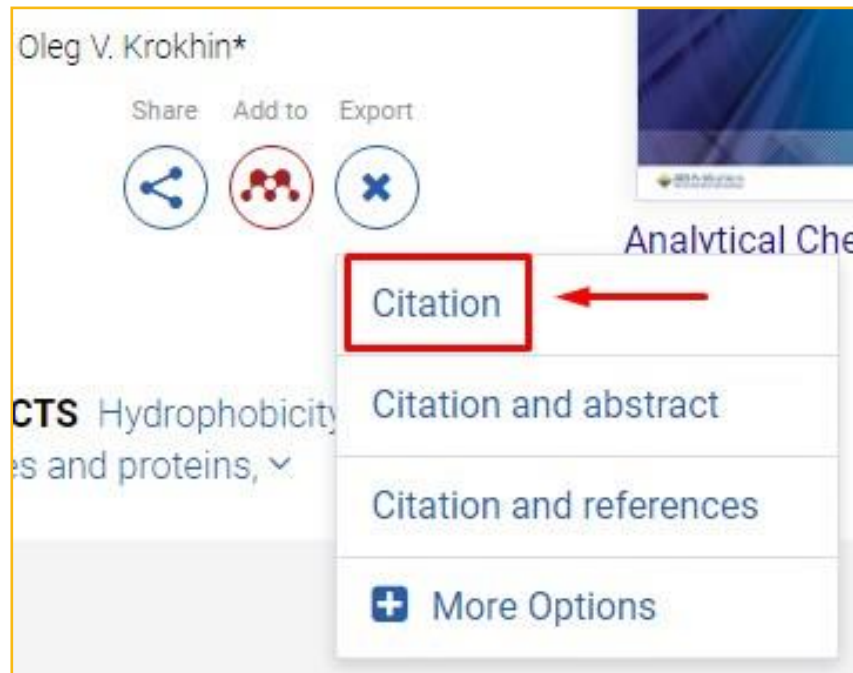 Oleg V. Krokhin*
Share Add to Export
Analytical Che
Citation
Citation and abstract
CTS Hydrophobicity
es and proteins,
Citation and references
More Options